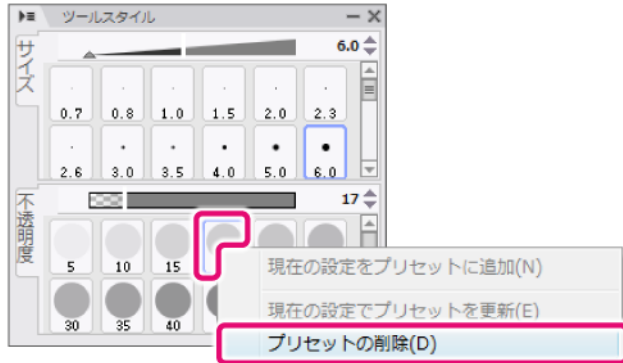 ツールスタイル
サイズ
6.0
0.7 0.8 1.0 1.5 2.0 2.3
2.6 3.0 3.5 4.0 5.0 6.0
不透明度
17
5 10 15
30 35 40
現在の設定をプリセットに追加(N)
現在の設定でプリセットを更新(E)
プリセットの削除(D)